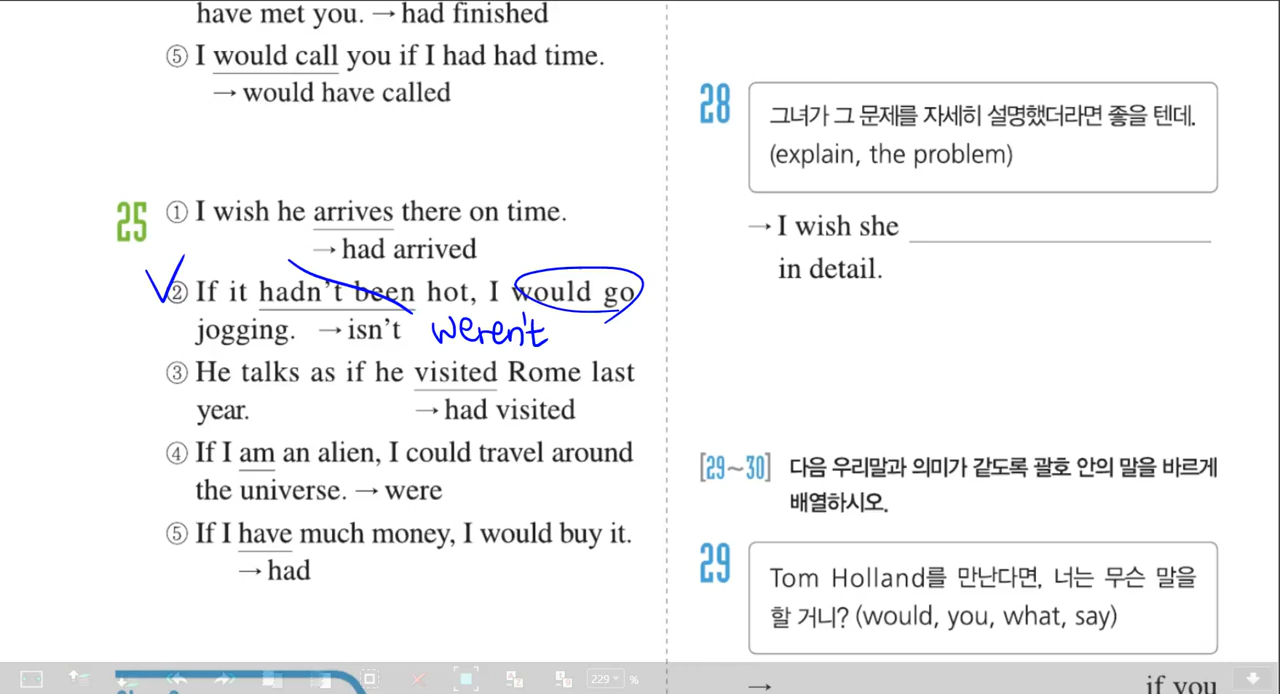 have met you. → had finished
⑤ I would call you if I had had time.
→ would have called
25
① I wish he arrives there on time.
→ had arrived
② If it hadn't been hot, I would go
jogging. → isn't weren't
③ He talks as if he visited Rome last
year. → had visited
④ If I am an alien, I could travel around
the universe. → were
⑤ If I have much money, I would buy it.
→ had
28
그녀가 그 문제를 자세히 설명했더라면 좋을 텐데.
(explain, the problem)
→ I wish she
in detail.
[29~30] 다음 우리말과 의미가 같도록 괄호 안의 말을 바르게
배열하시오.
29
Tom Holland를 만난다면, 너는 무슨 말을
할 거니? (would, you, what, say)
→ if you
229 %